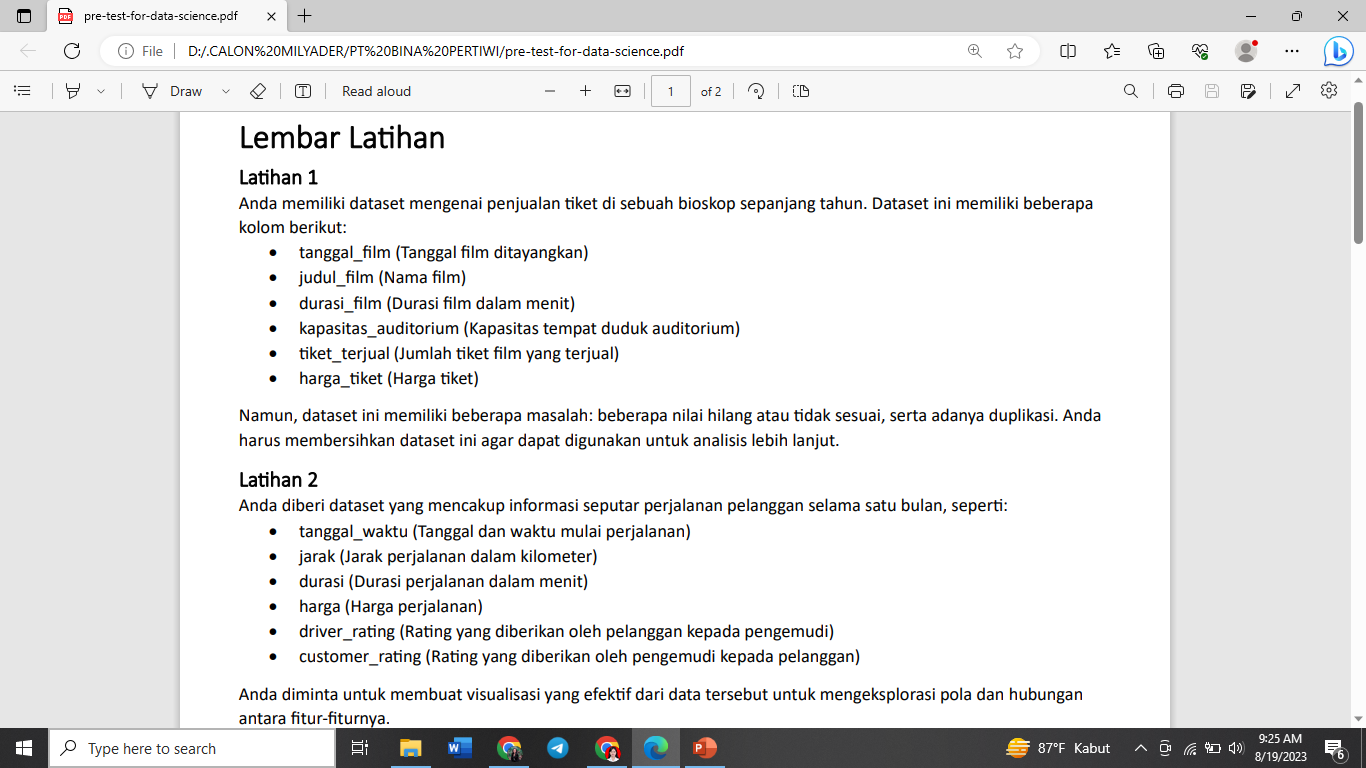 pre-test-for-data-science.pdf
File
D:/.CALON%20MILYADER/PT%20BINA%20PERTIWI/pre-test-for-data-science.pdf
Draw
Read aloud
1
of 2
Lembar Latihan
Latihan 1
Anda memiliki dataset mengenai penjualan tiket di sebuah bioskop sepanjang tahun. Dataset ini memiliki beberapa
kolom berikut:
• tanggal_film (Tanggal film ditayangkan)
• judul_film (Nama film)
• durasi_film (Durasi film dalam menit)
• kapasitas_auditorium (Kapasitas tempat duduk auditorium)
• tiket_terjual (Jumlah tiket film yang terjual)
• harga_tiket (Harga tiket)
Namun, dataset ini memiliki beberapa masalah: beberapa nilai hilang atau tidak sesuai, serta adanya duplikasi. Anda
harus membersihkan dataset ini agar dapat digunakan untuk analisis lebih lanjut.
Latihan 2
Anda diberi dataset yang mencakup informasi seputar perjalanan pelanggan selama satu bulan, seperti:
• tanggal_waktu (Tanggal dan waktu mulai perjalanan)
• jarak (Jarak perjalanan dalam kilometer)
• durasi (Durasi perjalanan dalam menit)
• harga (Harga perjalanan)
• driver_rating (Rating yang diberikan oleh pelanggan kepada pengemudi)
• customer_rating (Rating yang diberikan oleh pengemudi kepada pelanggan)
Anda diminta untuk membuat visualisasi yang efektif dari data tersebut untuk mengeksplorasi pola dan hubungan
antara fitur-fiturnya.
Type here to search
87°F Kabut
9:25 AM
8/19/2023
6